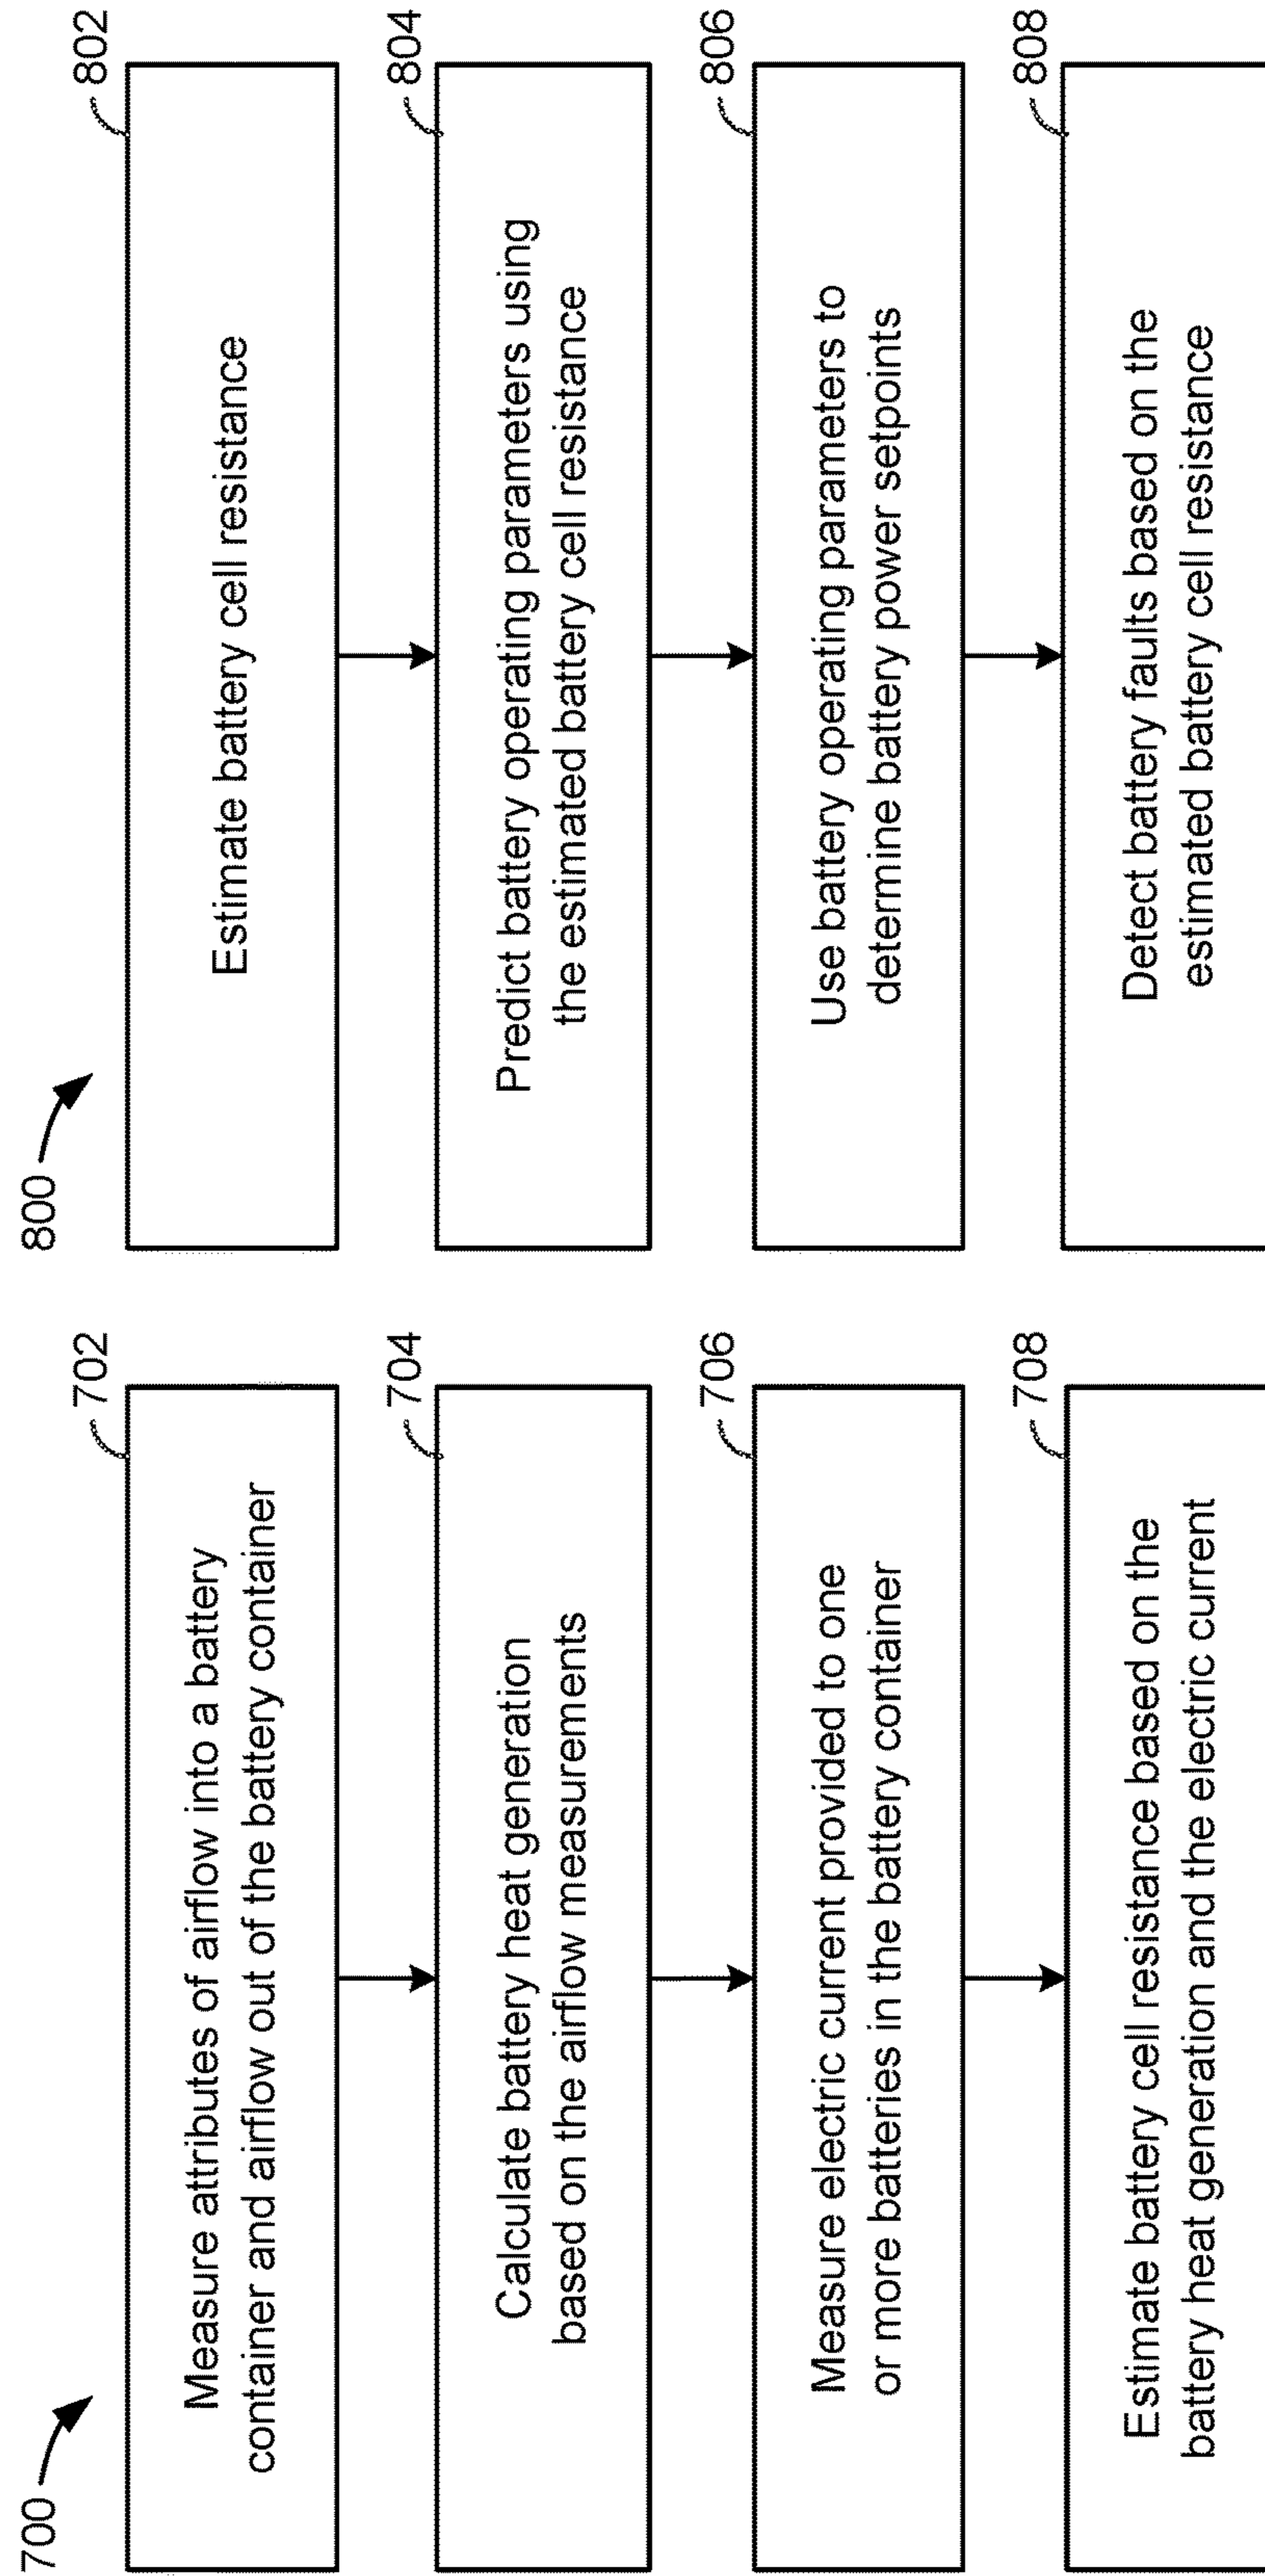 700
702
Measure attributes of airflow into a battery
container and airflow out of the battery container
704
Calculate battery heat generation
based on the airflow measurements
706
Measure electric current provided to one
or more batteries in the battery container
708
Estimate battery cell resistance based on the
battery heat generation and the electric current
800
802
Estimate battery cell resistance
804
Predict battery operating parameters using
the estimated battery cell resistance
806
Use battery operating parameters to
determine battery power setpoints
808
Detect battery faults based on the
estimated battery cell resistance